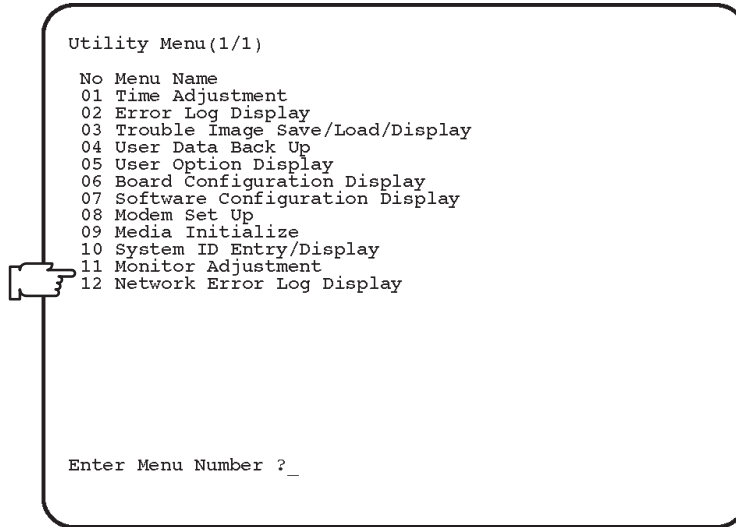 Utility Menu(1/1)
No Menu Name
01 Time Adjustment
02 Error Log Display
03 Trouble Image Save/Load/Display
04 User Data Back Up
05 User Option Display
06 Board Configuration Display
07 Software Configuration Display
08 Modem Set Up
09 Media Initialize
10 System ID Entry/Display
11 Monitor Adjustment
12 Network Error Log Display
Enter Menu Number ?_